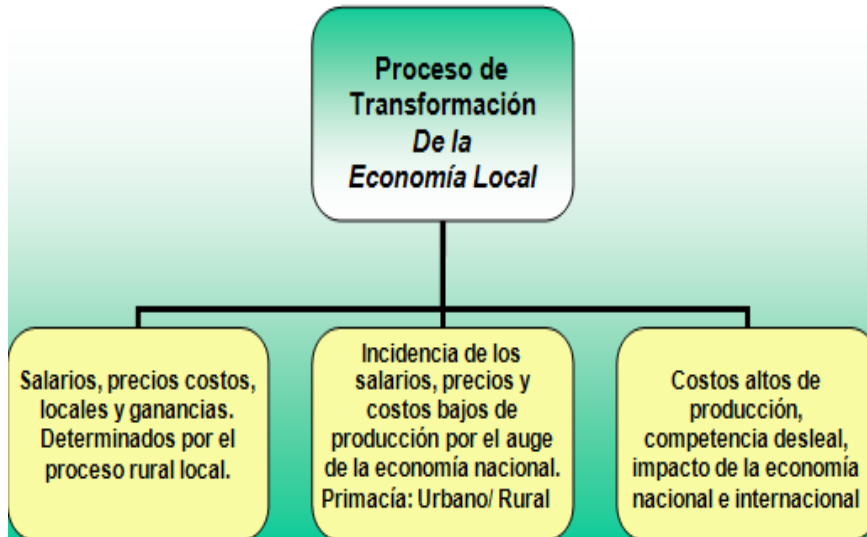 Proceso de
Transformación
De la
Economía Local
Salarios, precios costos,
locales y ganancias.
Determinados por el
proceso rural local.
Incidencia de los
salarios, precios y
costos bajos de
producción por el auge
de la economía nacional.
Primacía: Urbano/ Rural
Costos altos de
producción,
competencia desleal,
impacto de la economía
nacional e internacional